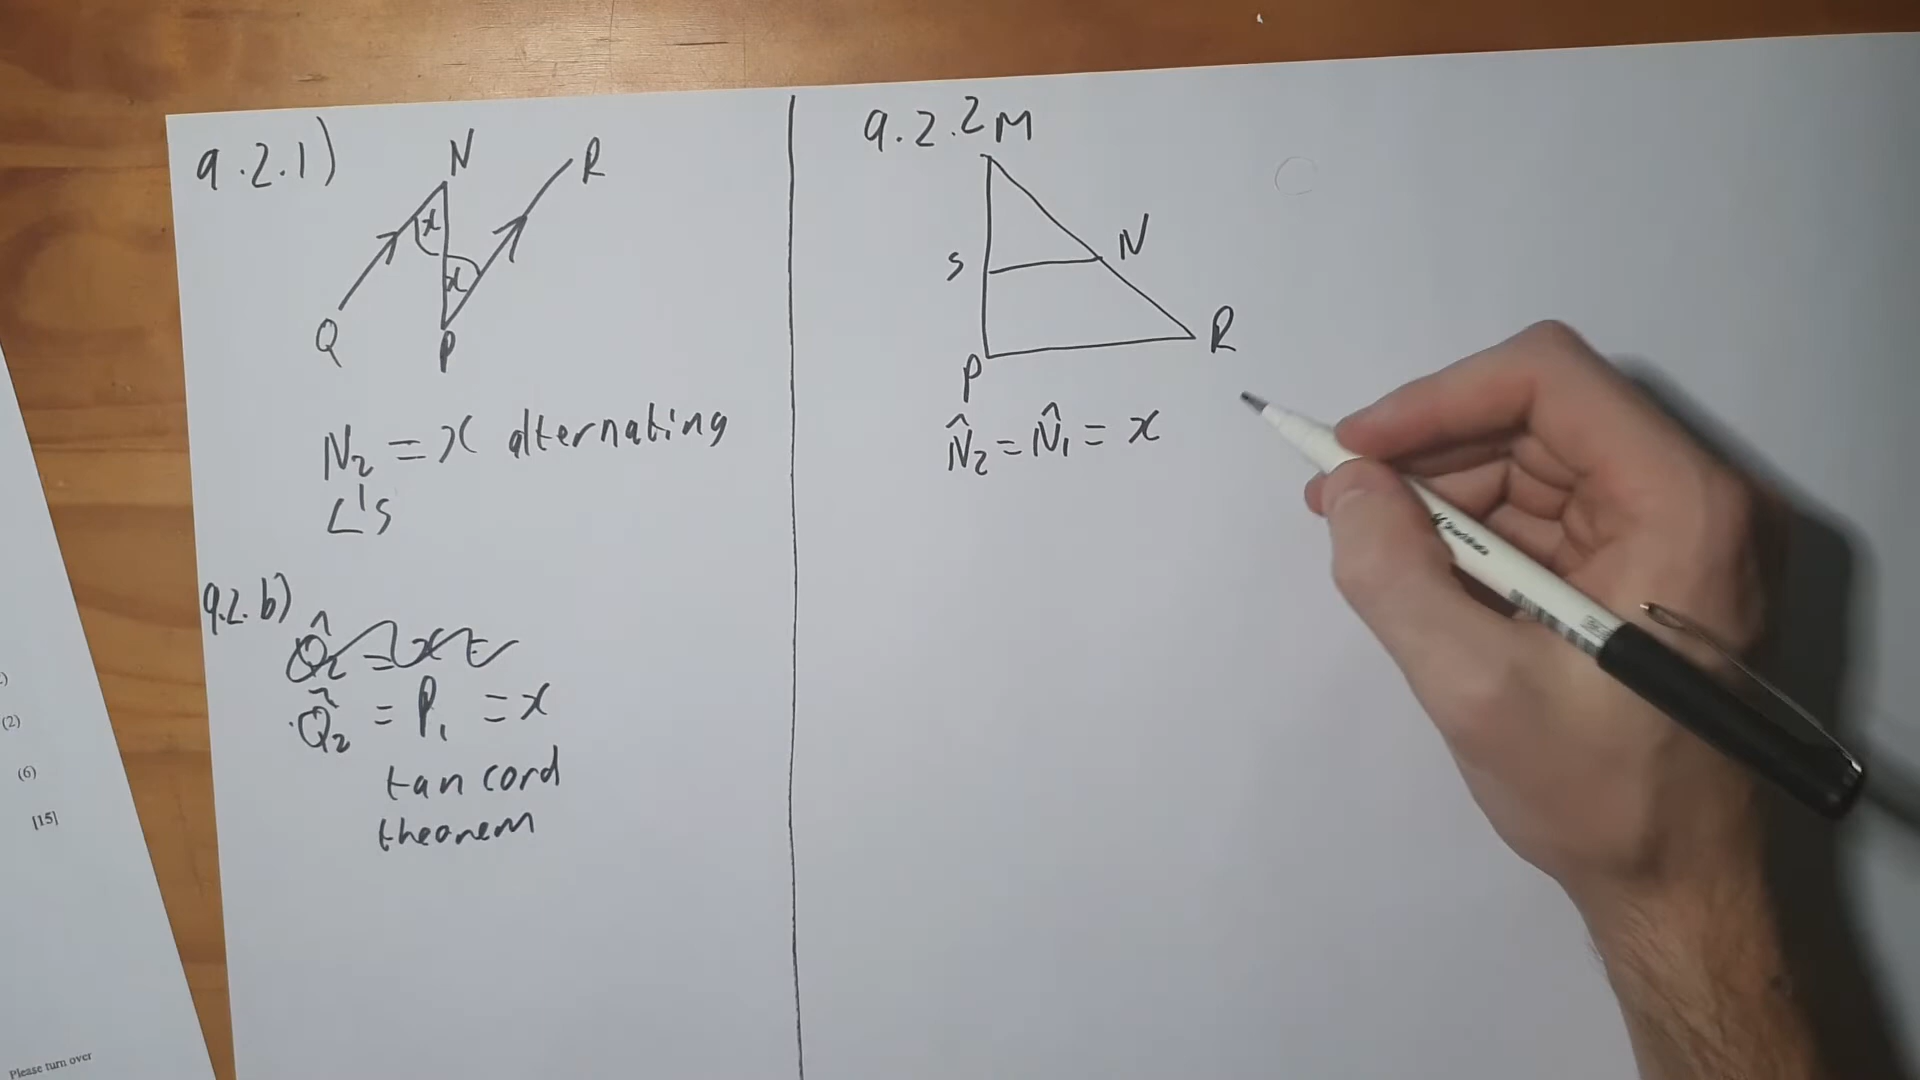 9.2.1)
N
R
x
x
Q
P
N₂ = x alternating
∠'s
9.2.b)
Q̂₂ = x t
Q̂₂ = P₁ = x
tan cord
theorem
9.2.2
M
S
N
R
P
N̂₂ = N̂₁ = x
(2)
(6)
[15]
Please turn over